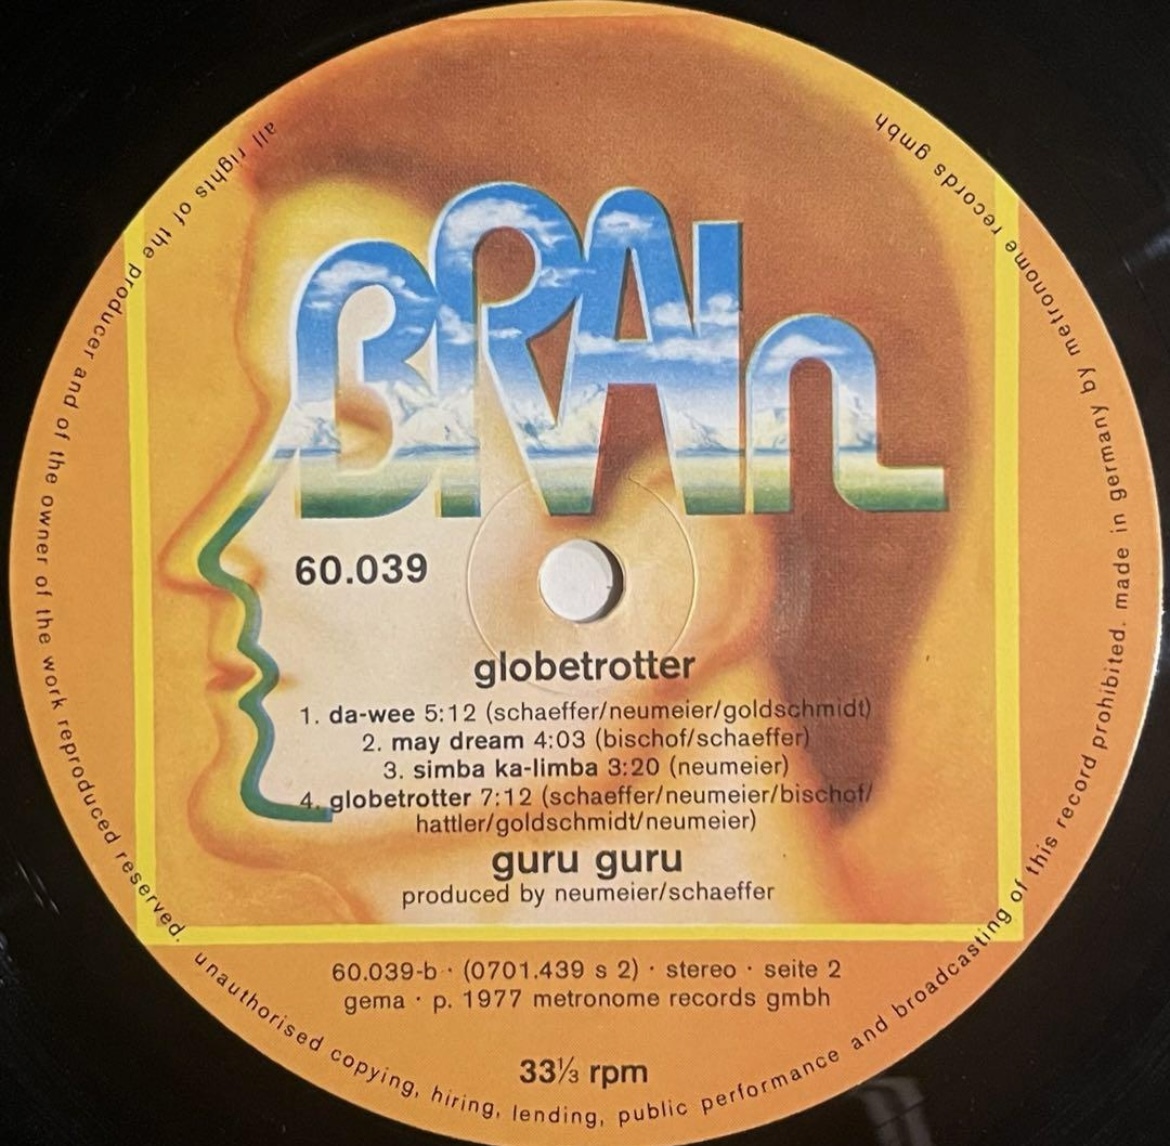 BRAIn
60.039
globetrotter
1. da-wee 5:12 (schaeffer/neumeier/goldschmidt)
2. may dream 4:03 (bischof/schaeffer)
3. simba ka-limba 3:20 (neumeier)
4. globetrotter 7:12 (schaeffer/neumeier/bischof/
hattler/goldschmidt/neumeier)
guru guru
produced by neumeier/schaeffer
60.039-b · (0701.439 s 2) · stereo · seite 2
gema · p. 1977 metronome records gmbh
33⅓ rpm
all rights of the producer and of the owner of the work reproduced reserved. unauthorised copying, hiring, lending, public performance and broadcasting of this record prohibited. made in germany by metronome records gmbh